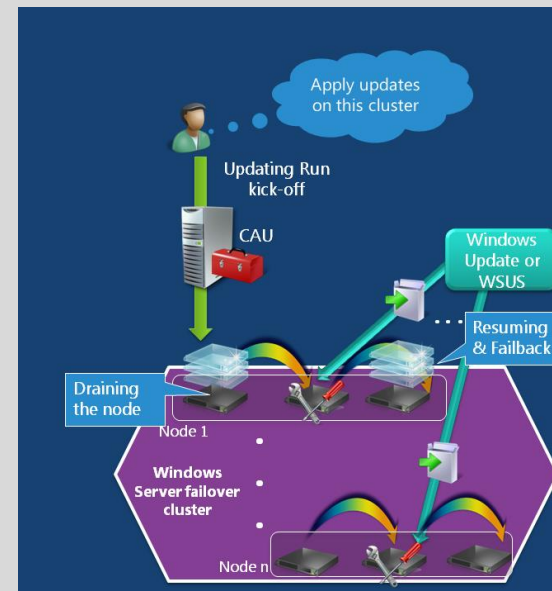 Apply updates
on this cluster
Updating Run
kick-off
CAU
Windows
Update or
WSUS
Resuming
& Failback
Draining
the node
Node 1
Windows
Server failover
cluster
Node n